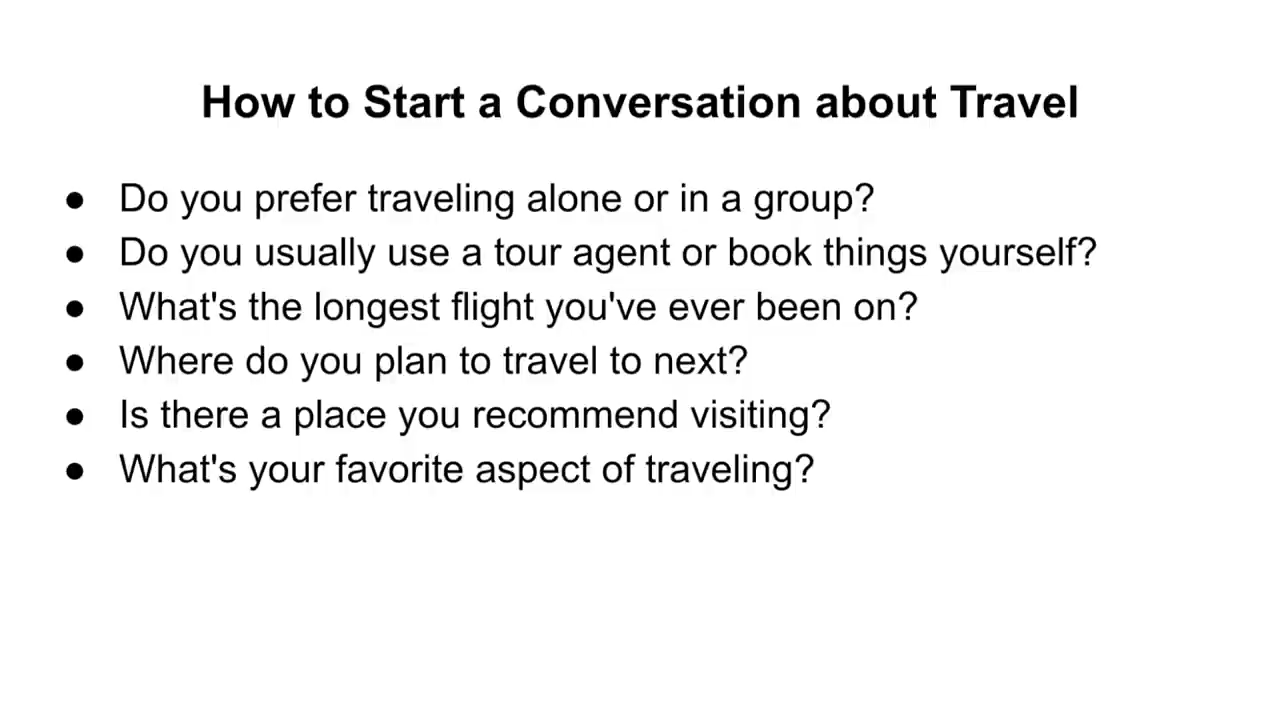 How to Start a Conversation about Travel
● Do you prefer traveling alone or in a group?
● Do you usually use a tour agent or book things yourself?
● What's the longest flight you've ever been on?
● Where do you plan to travel to next?
● Is there a place you recommend visiting?
● What's your favorite aspect of traveling?